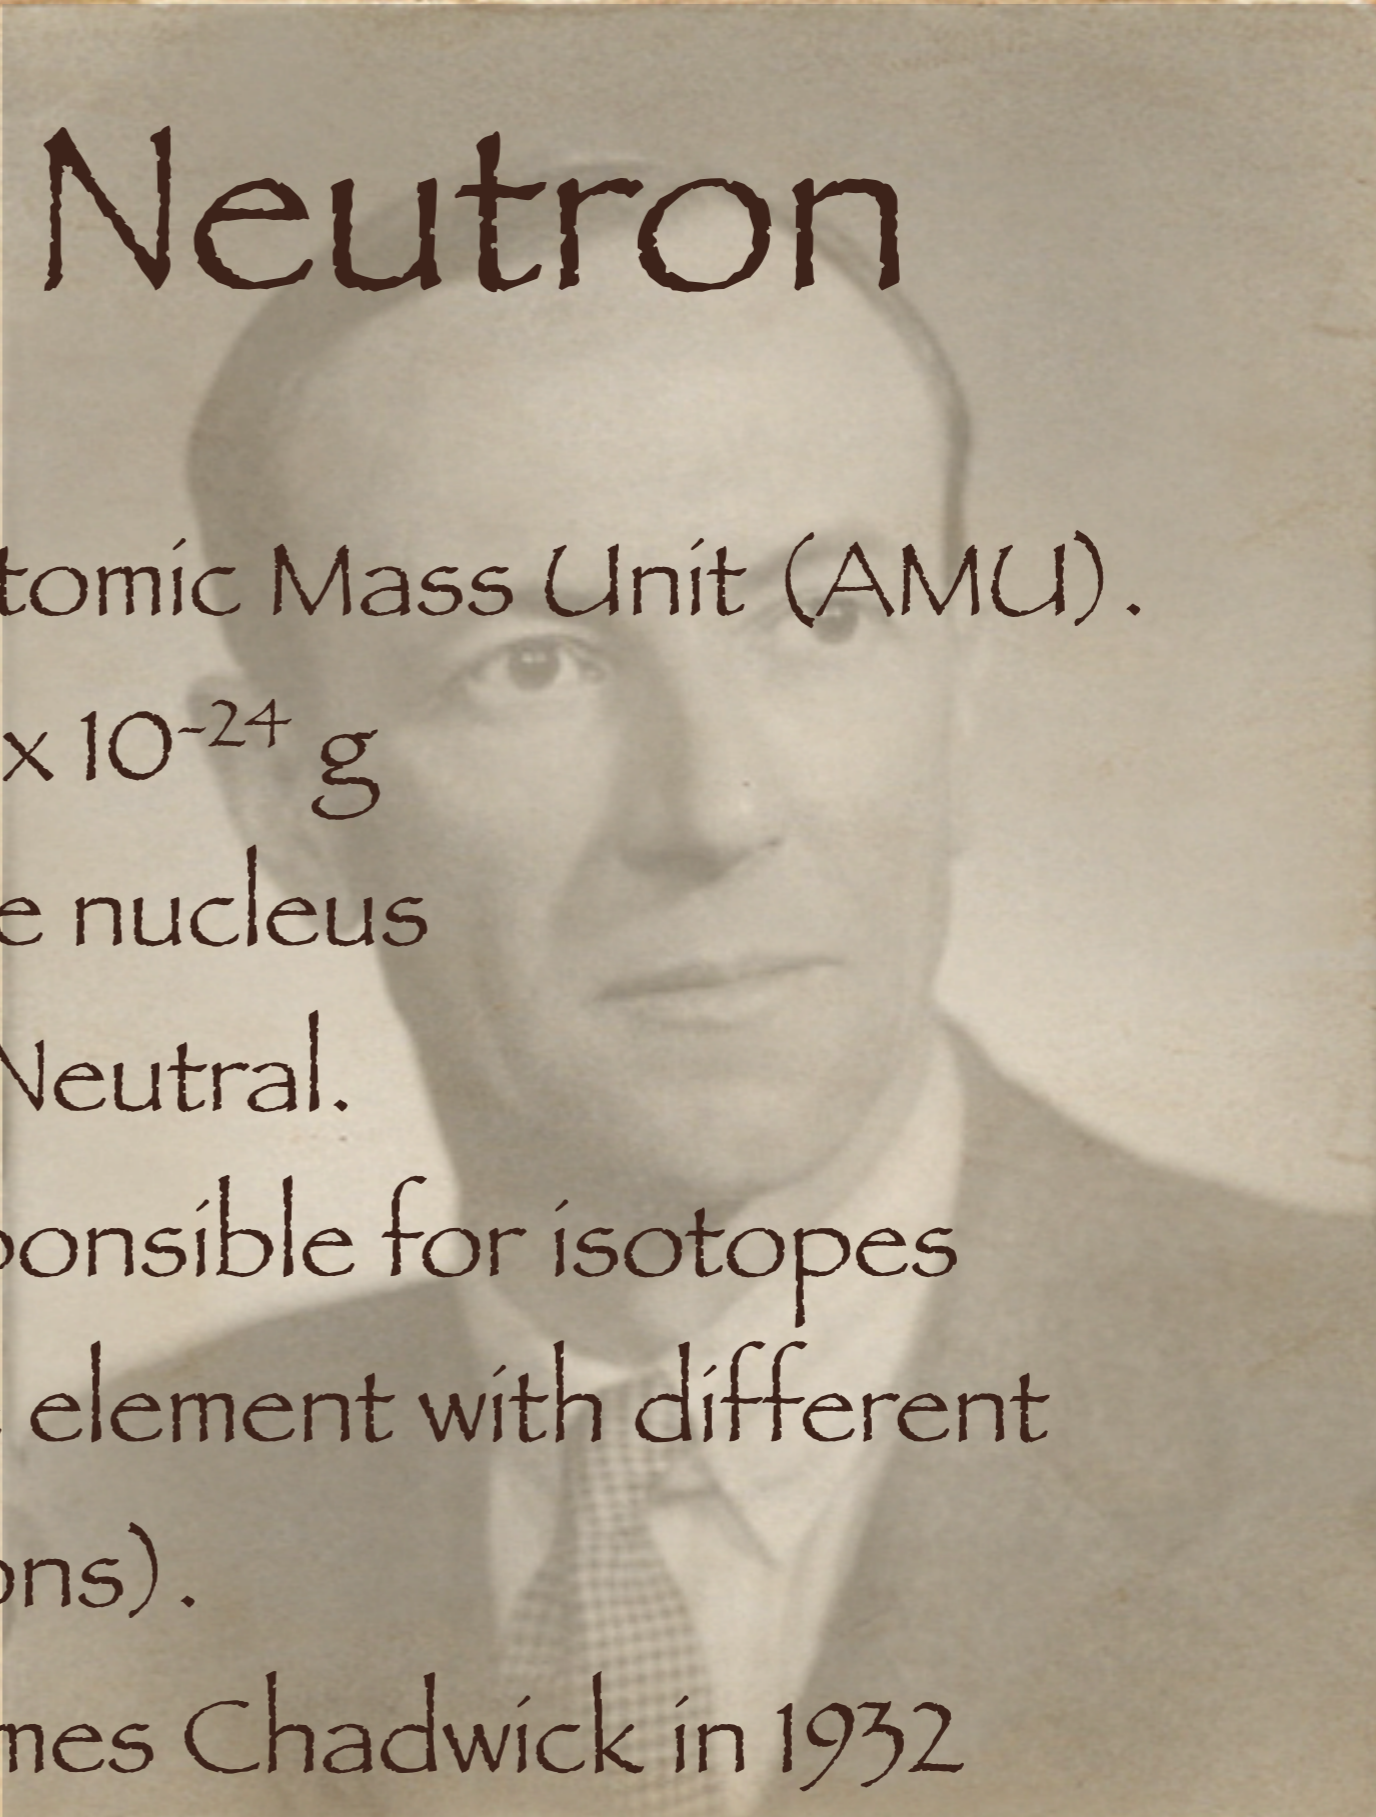 Neutron
tomic Mass Unit (AMU).
x 10⁻²⁴ g
e nucleus
Neutral.
ponsible for isotopes
element with different
ons).
mes Chadwick in 1932